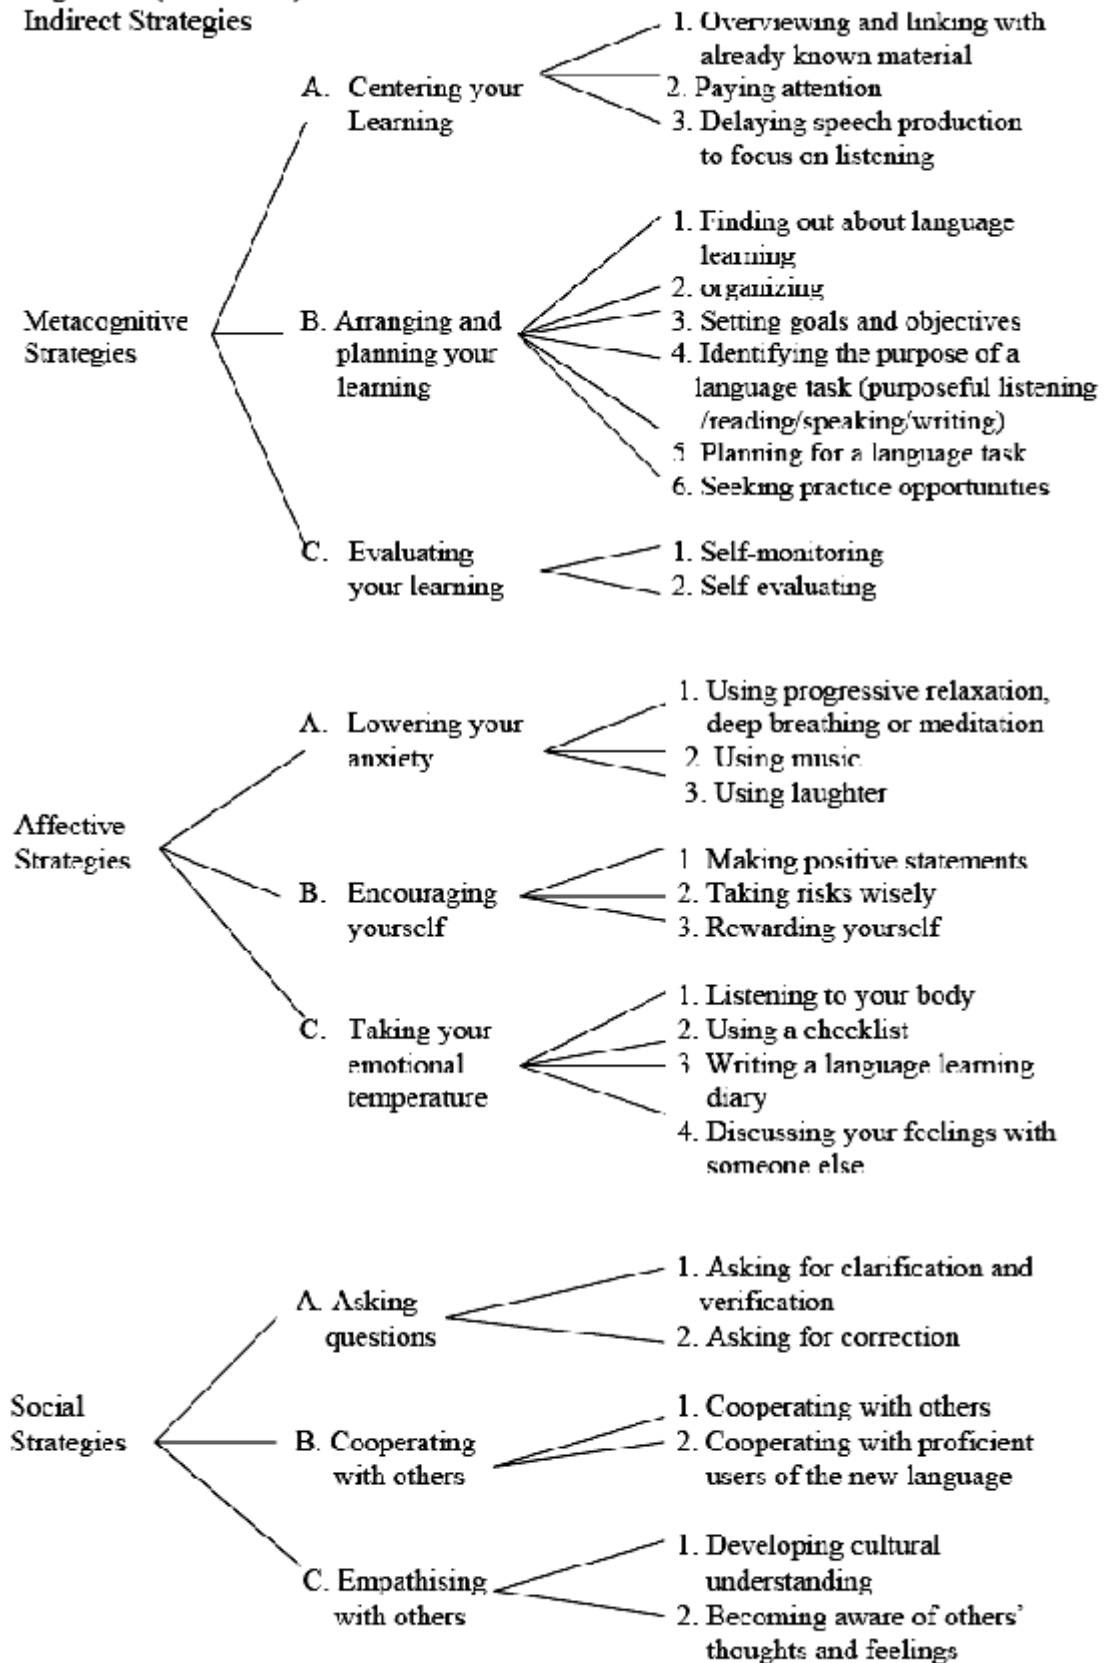 Indirect Strategies
1. Overviewing and linking with
already known material
A. Centering your
Learning
2. Paying attention
3. Delaying speech production
to focus on listening
1. Finding out about language
learning
2. organizing
Metacognitive
Strategies
B. Arranging and
planning your
learning
3. Setting goals and objectives
4. Identifying the purpose of a
language task (purposeful listening
/reading/speaking/writing)
5 Planning for a language task
6. Seeking practice opportunities
C. Evaluating
your learning
1. Self-monitoring
2. Self evaluating
A. Lowering your
anxiety
1. Using progressive relaxation,
deep breathing or meditation
2. Using music
3. Using laughter
Affective
Strategies
B. Encouraging
yourself
1 Making positive statements
2. Taking risks wisely
3. Rewarding yourself
C. Taking your
emotional
temperature
1. Listening to your body
2. Using a checklist
3 Writing a language learning
diary
4. Discussing your feelings with
someone else
A. Asking
questions
1. Asking for clarification and
verification
2. Asking for correction
Social
Strategies
B. Cooperating
with others
1. Cooperating with others
2. Cooperating with proficient
users of the new language
C. Empathising
with others
1. Developing cultural
understanding
2. Becoming aware of others'
thoughts and feelings